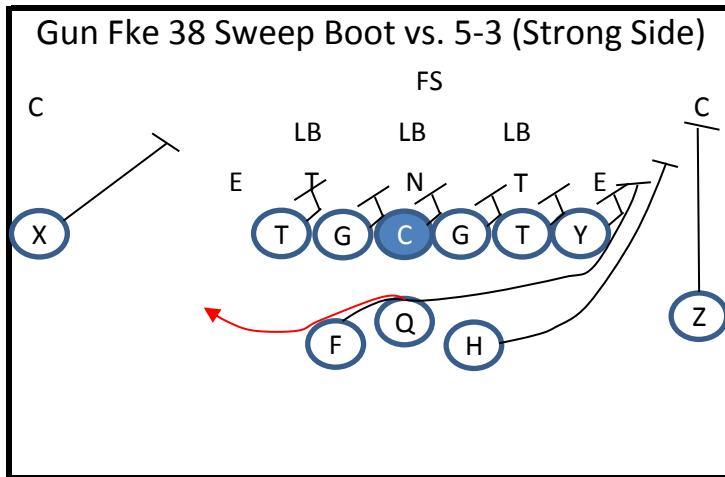 Gun Fke 38 Sweep Boot vs. 5-3 (Strong Side)
FS
C C
LB LB LB
E T N T E
X T G C G T Y
F Q H Z